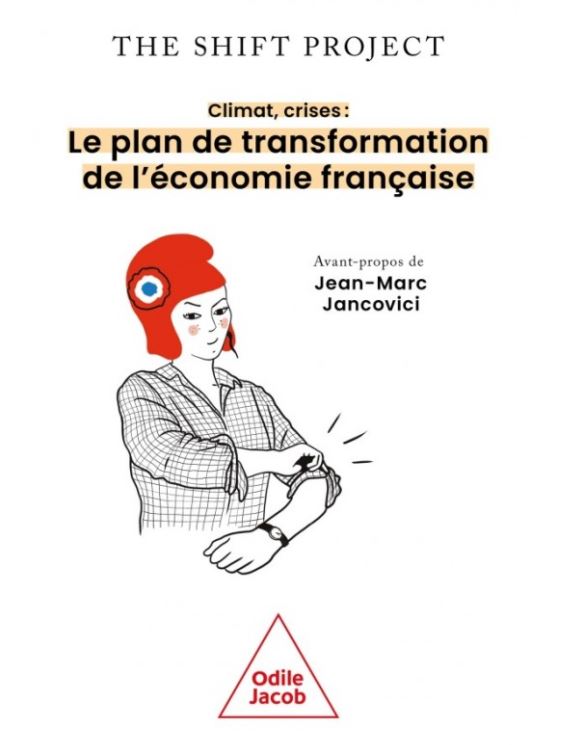 THE SHIFT PROJECT
Climat, crises :
Le plan de transformation
de l’économie française
Avant-propos de
Jean-Marc
Jancovici
Odile
Jacob